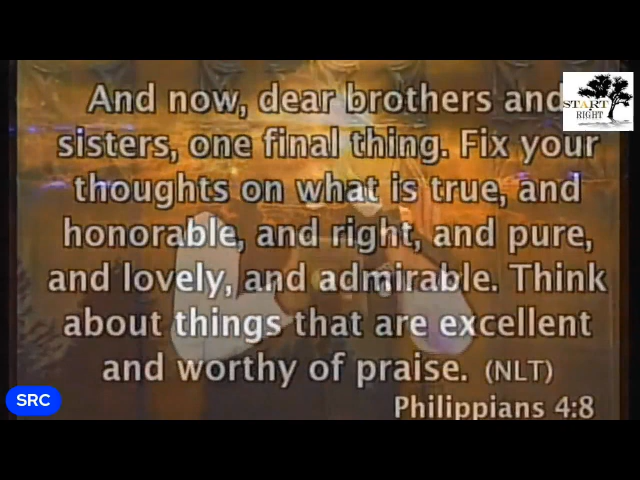 START
RIGHT
And now, dear brothers and
sisters, one final thing. Fix your
thoughts on what is true, and
honorable, and right, and pure,
and lovely, and admirable. Think
about things that are excellent
and worthy of praise. (NLT)
Philippians 4:8
SRC